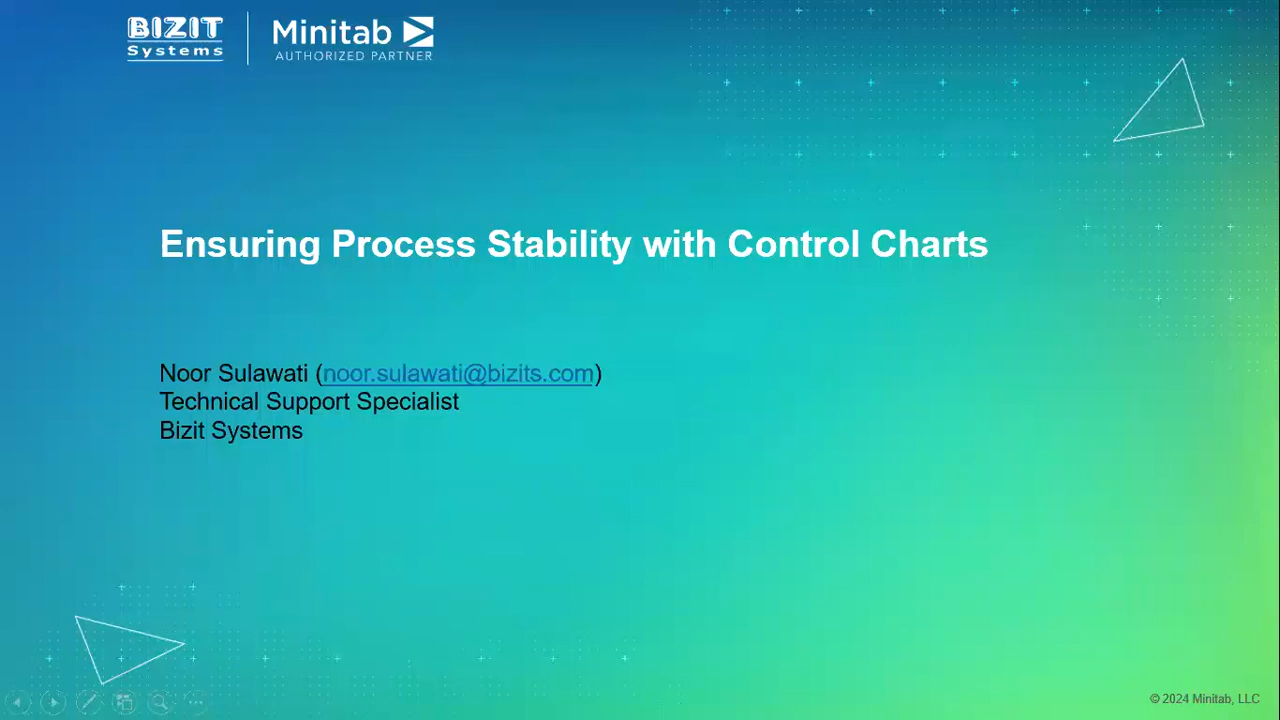 BIZIT
Systems
Minitab
AUTHORIZED PARTNER
Ensuring Process Stability with Control Charts
Noor Sulawati (noor.sulawati@bizits.com)
Technical Support Specialist
Bizit Systems
© 2024 Minitab, LLC